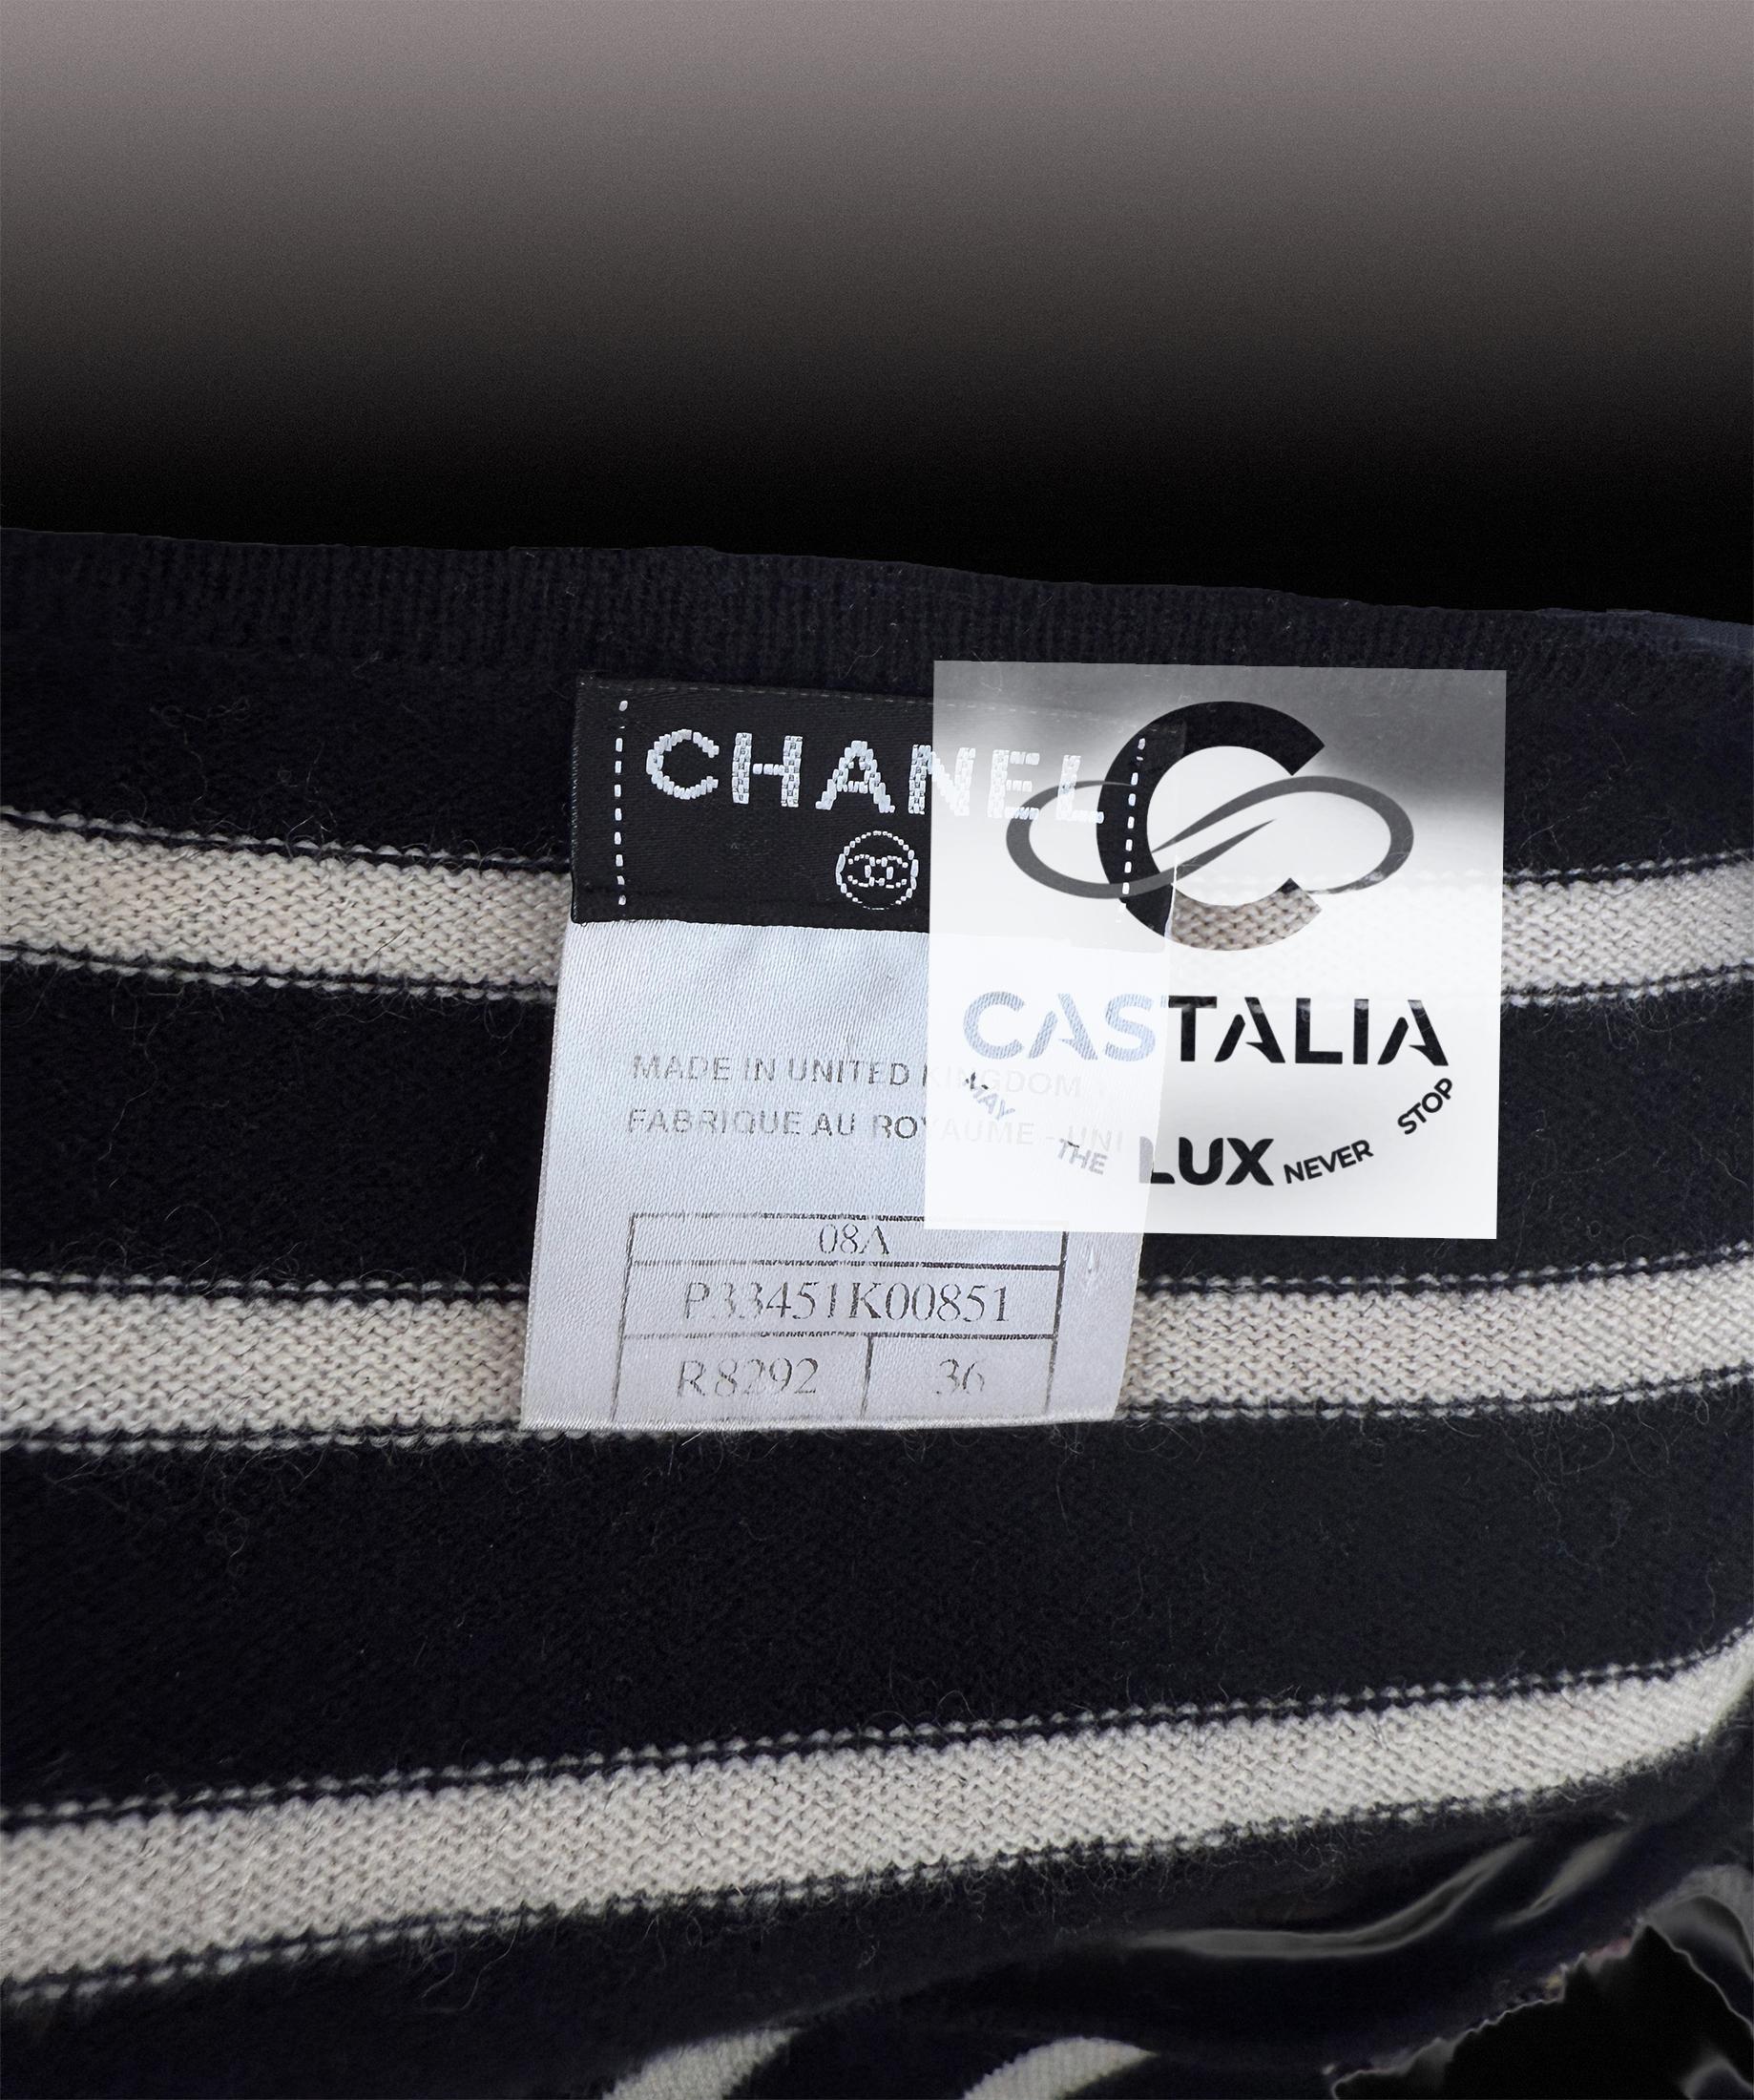 CHANEL
MADE IN UNITED KINGDOM
FABRIQUE AU ROYAUME - UNI
08A
P33451K00851
R8292 36
CASTALIA
MAY THE LUX NEVER STOP